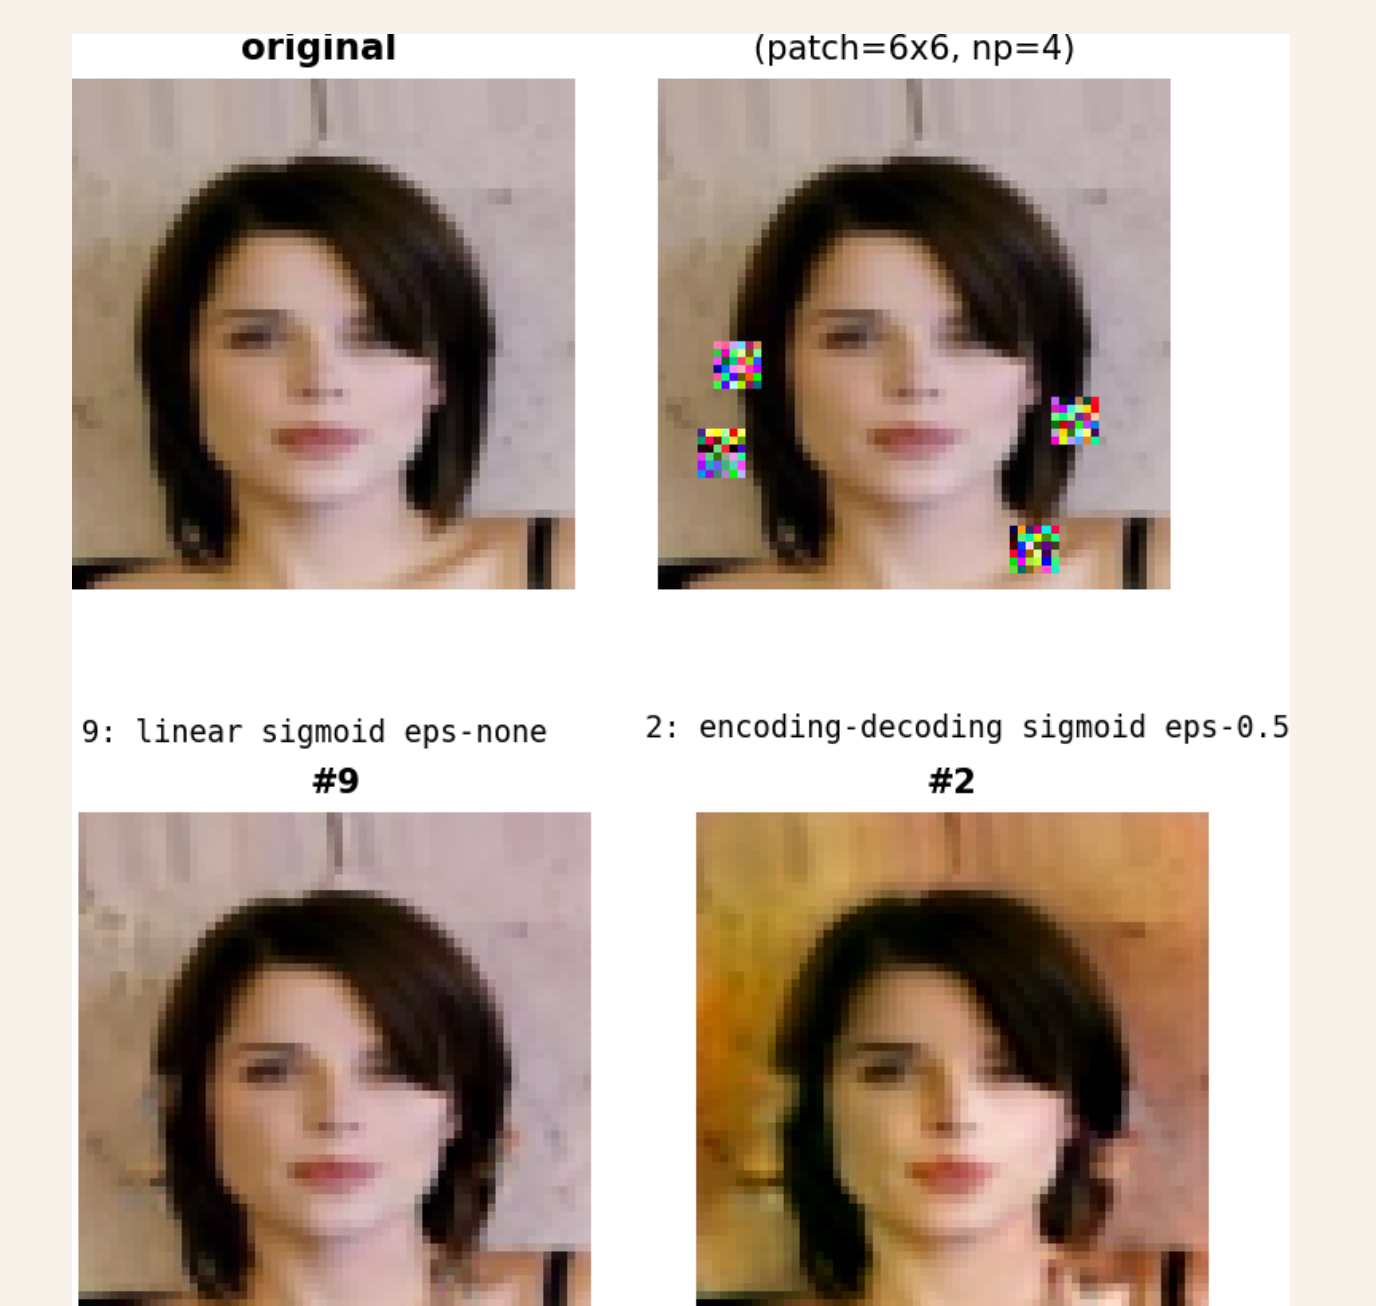 original
(patch=6x6, np=4)
9: linear sigmoid eps-none
2: encoding-decoding sigmoid eps-0.5
#9
#2